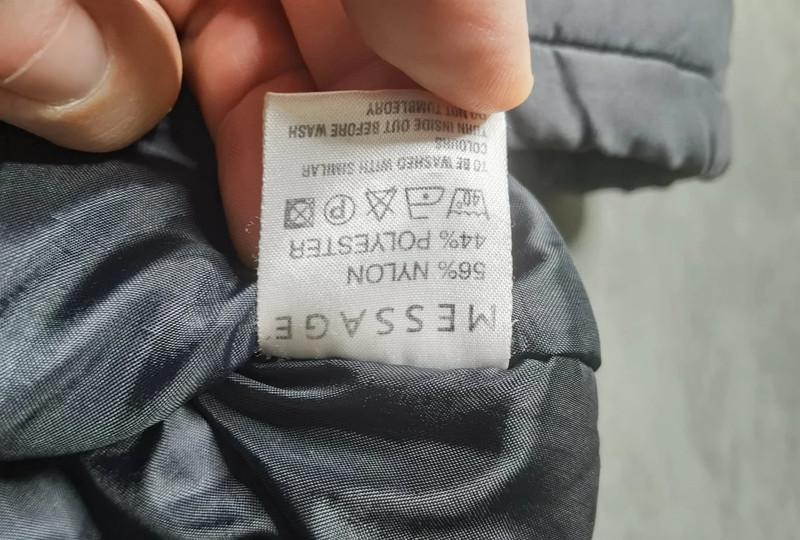 MESSAGE
56% NYLON
44% POLYESTER
40°
P
TO BE WASHED WITH SIMILAR
COLOURS
TURN INSIDE OUT BEFORE WASH
DO NOT TUMBLEDRY